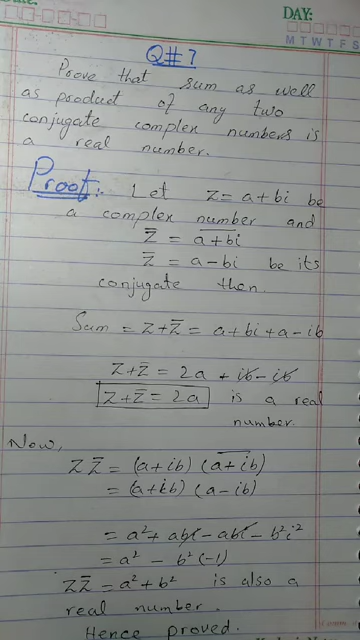 DAY:
M T W T F S
Q#7
Prove that sum as well
as product of any two
conjugate complex numbers is
a real number.
Proof:. Let z = a + bi be
a complex number and
z̅ = \overline{a + bi}
z̅ = a - bi be its
conjugate then.
Sum = z + z̅ = a + bi + a - ib
z + z̅ = 2a + ib - ib
z + z̅ = 2a is a real
number.
Now,
z z̅ = (a + ib) (\overline{a + ib})
= (a + ib) (a - ib)
= a² + abi - abi - b²i²
= a² - b²(-1)
z z̅ = a² + b² is also a
real number.
Hence proved.